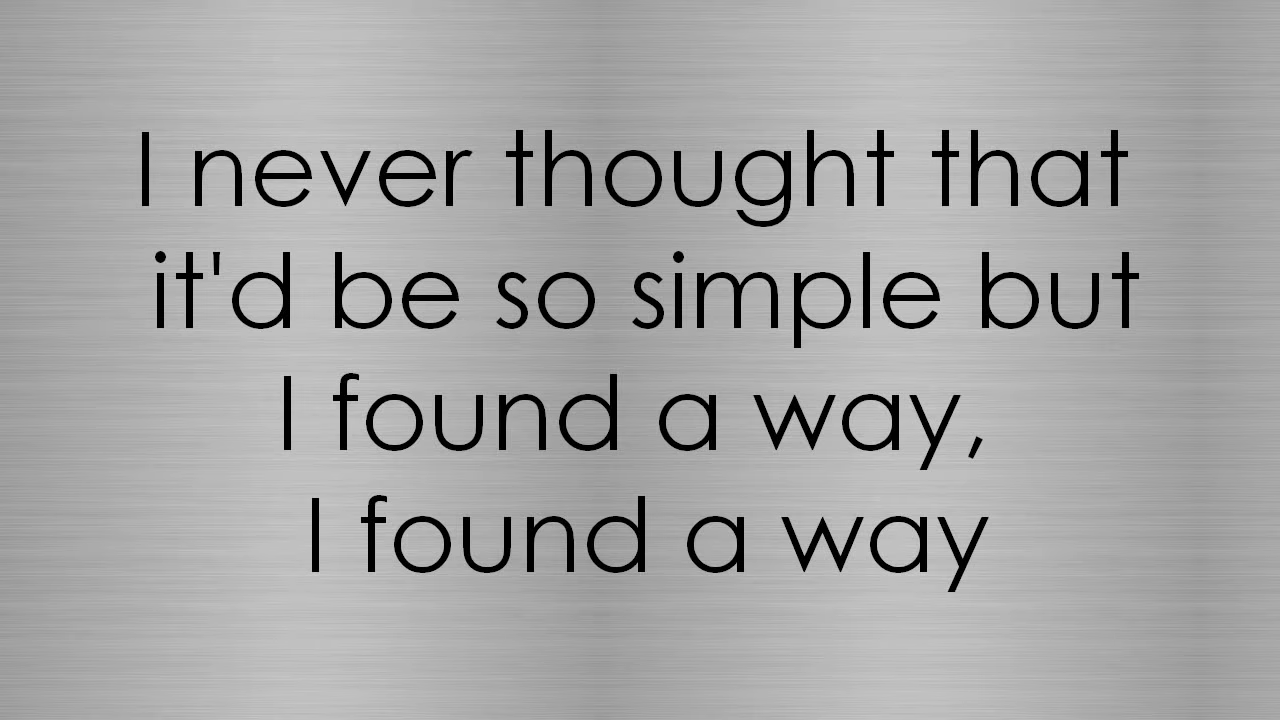 I never thought that
it'd be so simple but
I found a way,
I found a way